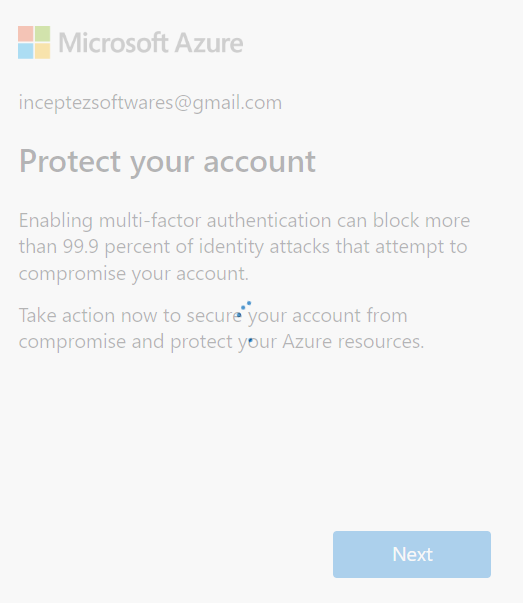 Microsoft Azure
inceptezsoftwares@gmail.com
Protect your account
Enabling multi-factor authentication can block more
than 99.9 percent of identity attacks that attempt to
compromise your account.
Take action now to secure your account from
compromise and protect your Azure resources.
Next